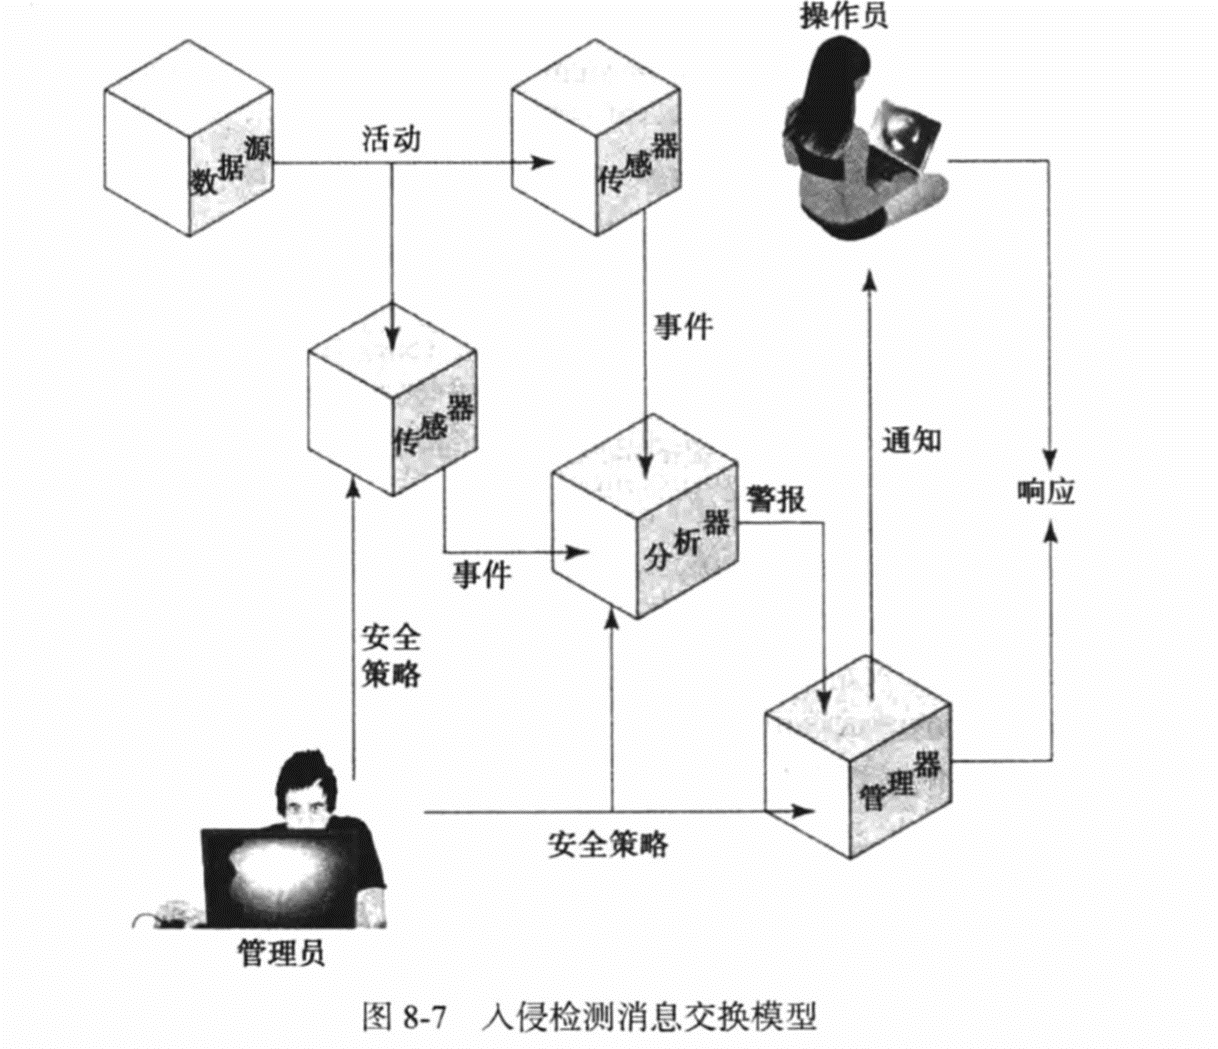 操作员
活动
数据源
传感器
事件
传感器
通知
响应
警报
分析器
事件
安全
策略
管理器
安全策略
管理员
图 8-7 入侵检测消息交换模型